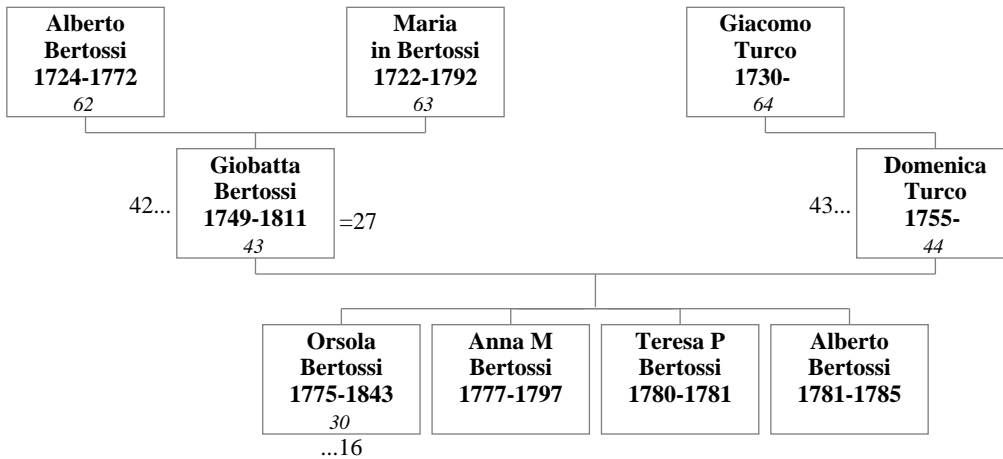 Alberto
Bertossi
1724-1772
62
Maria
in Bertossi
1722-1792
63
Giacomo
Turco
1730-
64
42...
Giobatta
Bertossi
1749-1811
43
=27
43...
Domenica
Turco
1755-
44
Orsola
Bertossi
1775-1843
30
...16
Anna M
Bertossi
1777-1797
Teresa P
Bertossi
1780-1781
Alberto
Bertossi
1781-1785